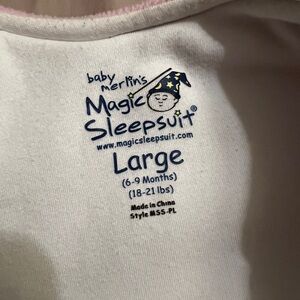 baby
merlin's
Magic
Sleepsuit®
www.magicsleepsuit.com
Large
(6-9 Months)
(18-21 lbs)
Made in China
Style MSS-PL